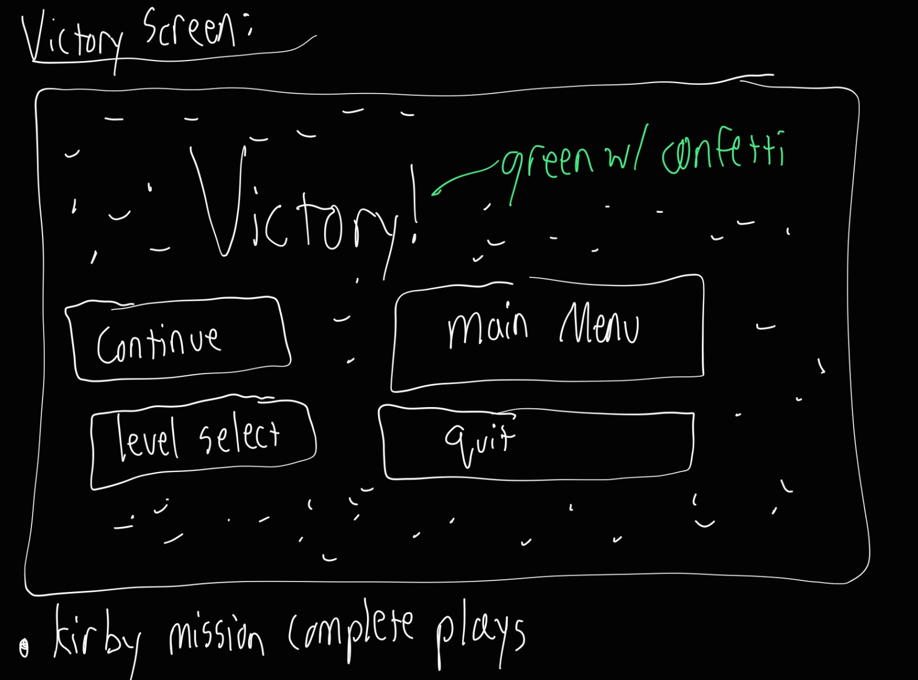 Victory Screen:
green w/ confetti
Victory!
Continue
Main Menu
level select
quit
• kirby mission complete plays